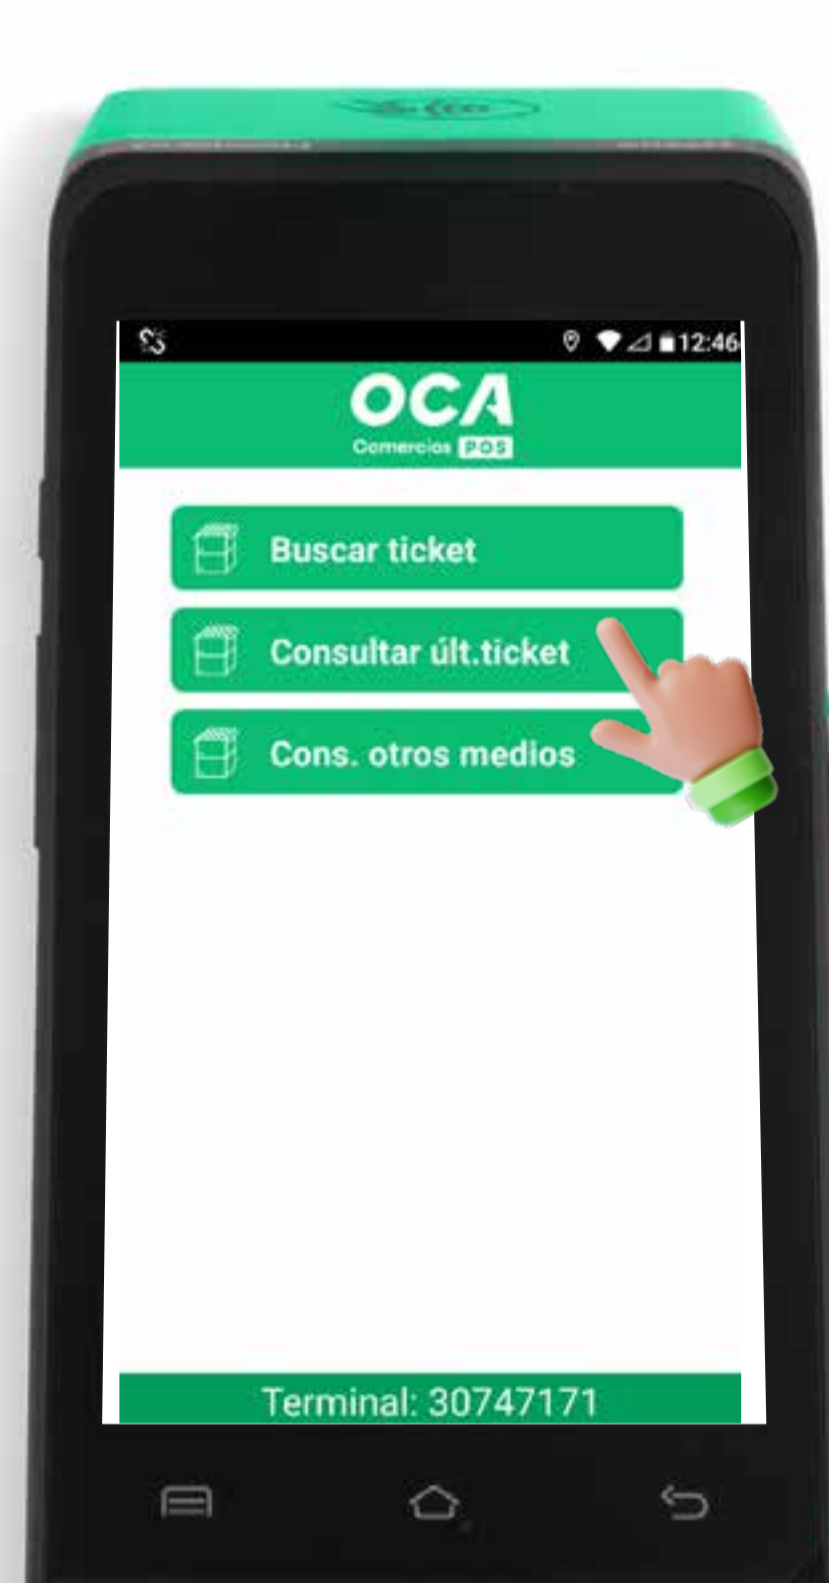 12:46
OCA
Comercios POS
Buscar ticket
Consultar últ.ticket
Cons. otros medios
Terminal: 30747171